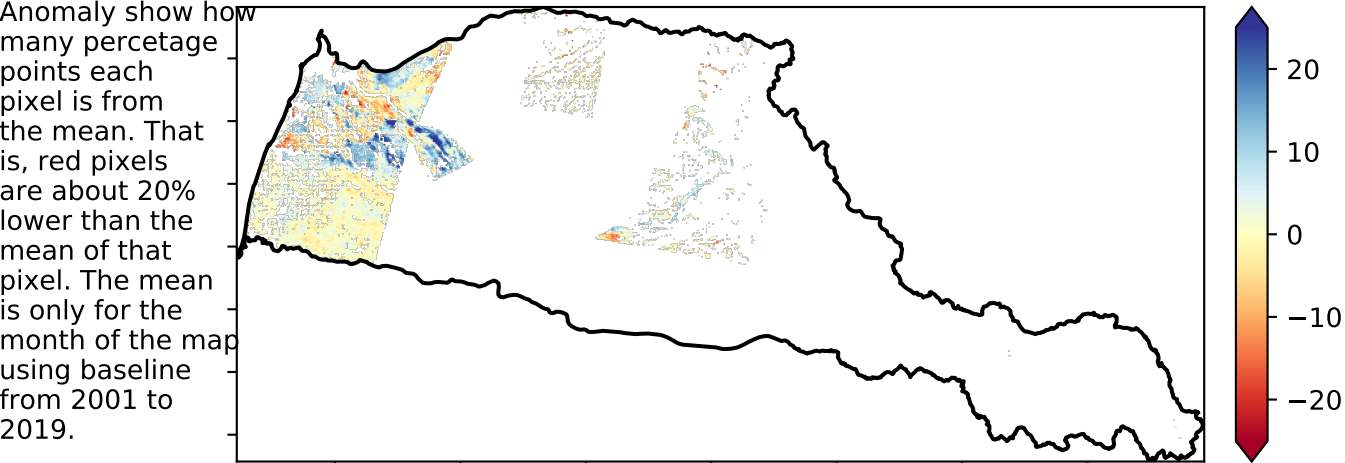 Anomaly show how
many percetage
points each
pixel is from
the mean. That
is, red pixels
are about 20%
lower than the
mean of that
pixel. The mean
is only for the
month of the map
using baseline
from 2001 to
2019.
20
10
0
−10
−20